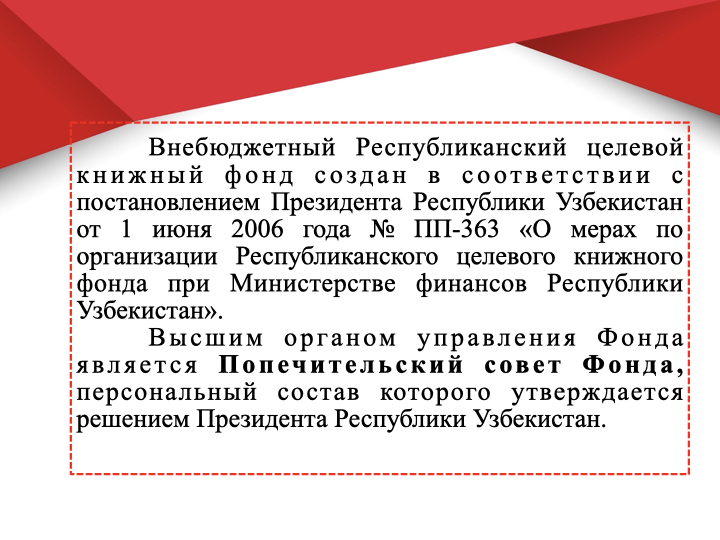 Внебюджетный Республиканский целевой
книжный фонд создан в соответствии с
постановлением Президента Республики Узбекистан
от 1 июня 2006 года № ПП-363 «О мерах по
организации Республиканского целевого книжного
фонда при Министерстве финансов Республики
Узбекистан».
Высшим органом управления Фонда
является Попечительский совет Фонда,
персональный состав которого утверждается
решением Президента Республики Узбекистан.